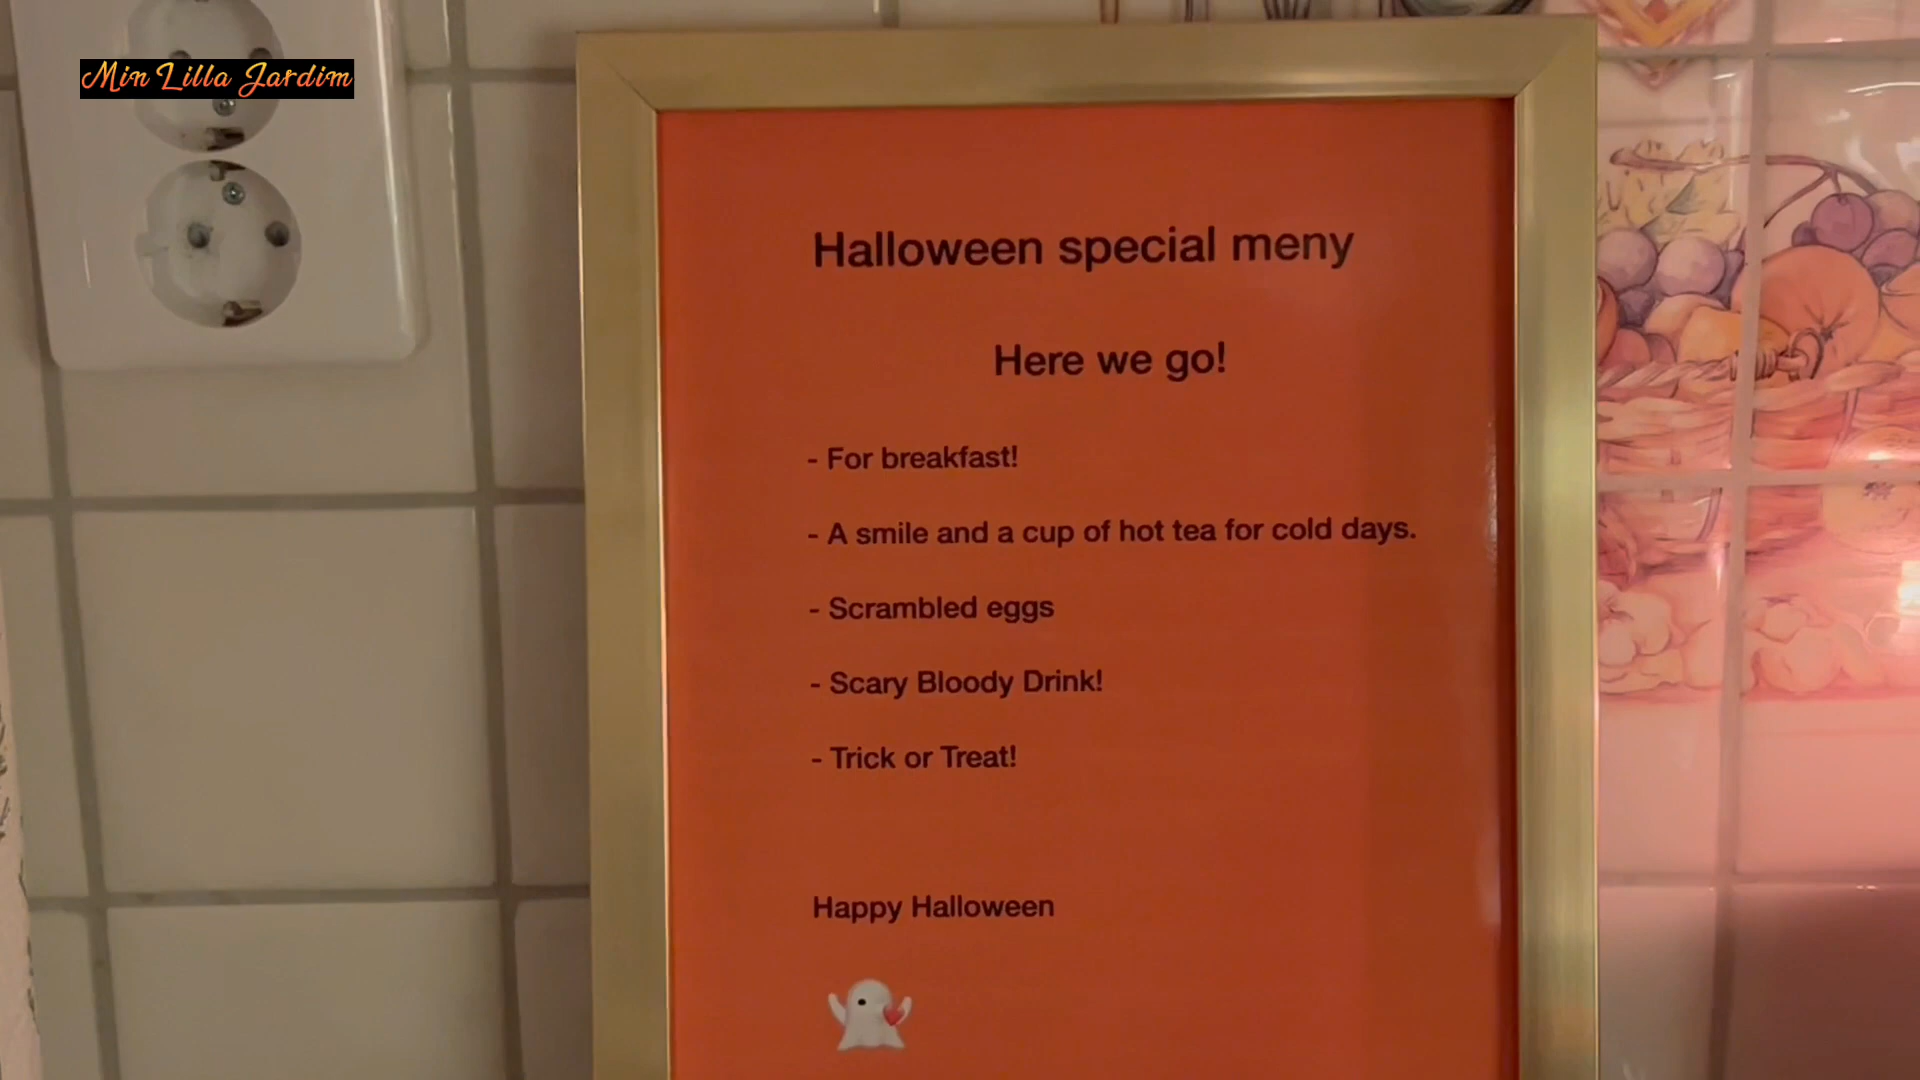 Min Lilla Jardim
Halloween special meny
Here we go!
- For breakfast!
- A smile and a cup of hot tea for cold days.
- Scrambled eggs
- Scary Bloody Drink!
- Trick or Treat!
Happy Halloween